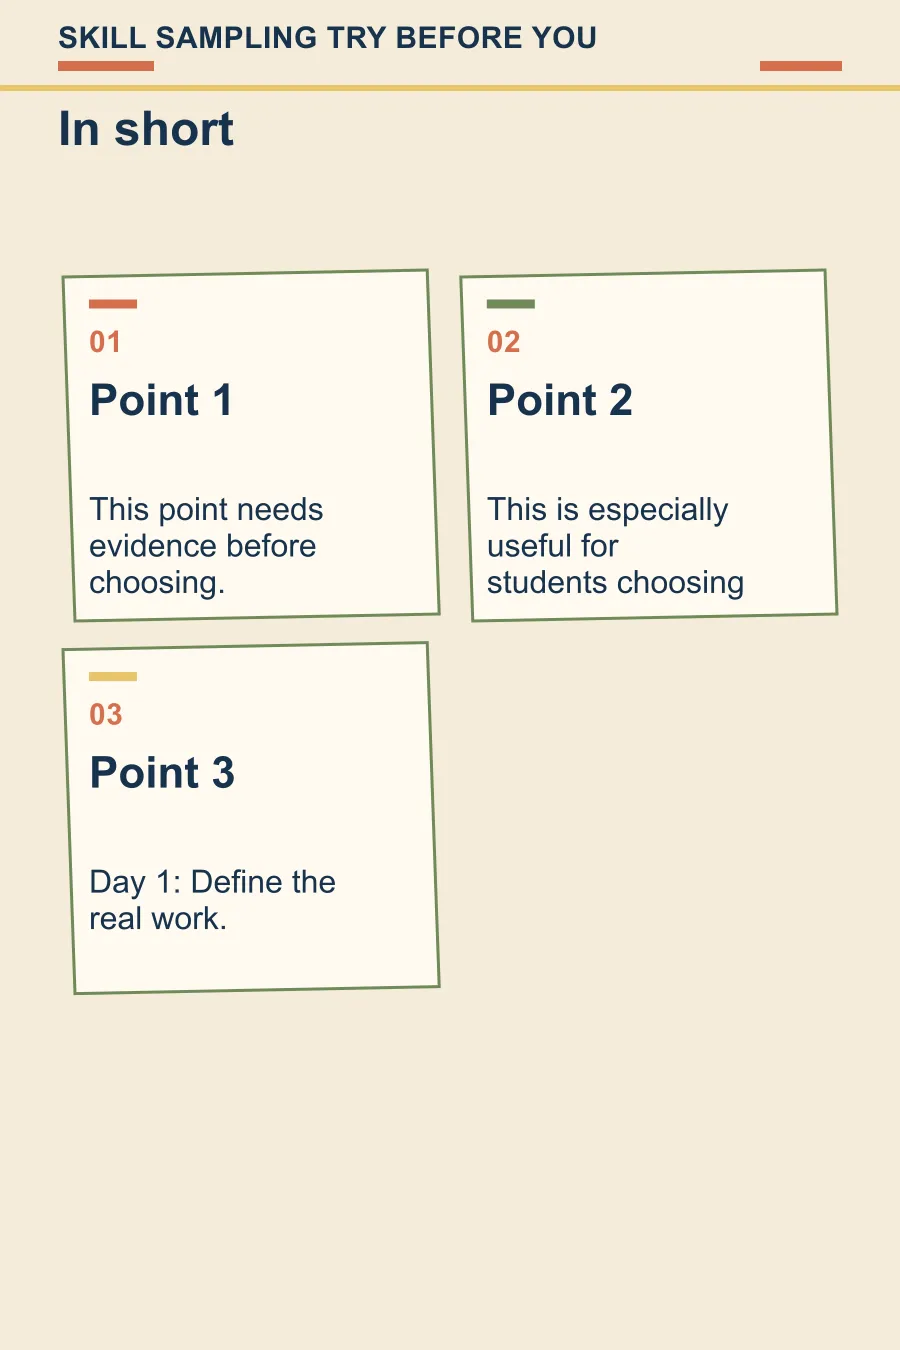 SKILL SAMPLING TRY BEFORE YOU
In short
01
Point 1
This point needs
evidence before
choosing.
02
Point 2
This is especially
useful for
students choosing
03
Point 3
Day 1: Define the
real work.